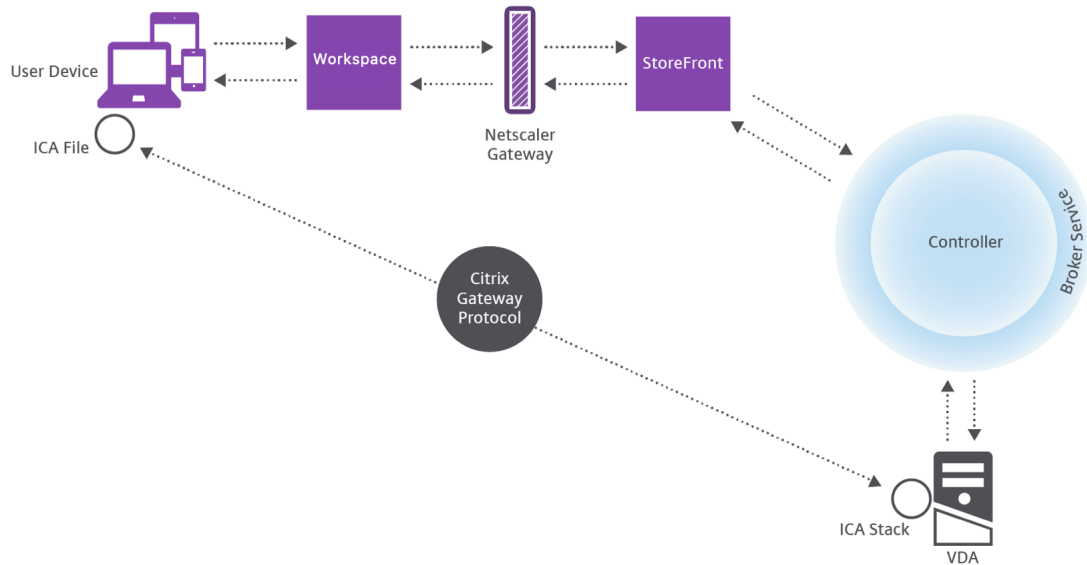 User Device
Workspace
StoreFront
Netscaler
Gateway
ICA File
Controller
Broker Service
Citrix
Gateway
Protocol
ICA Stack
VDA